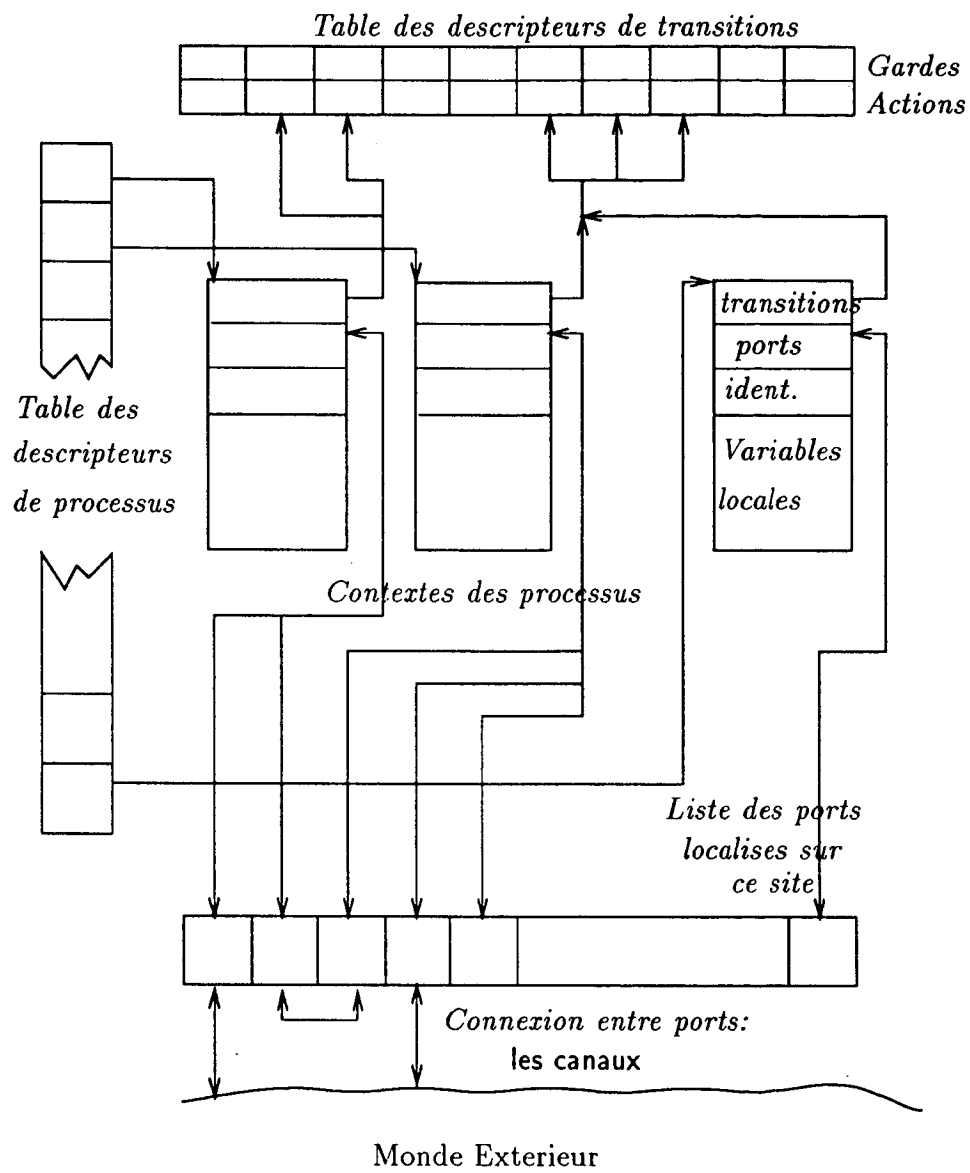 Table des descripteurs de transitions
Gardes
Actions
transitions
ports
ident.
Variables
locales
Table des
descripteurs
de processus
Contextes des processus
Liste des ports
localises sur
ce site
Connexion entre ports:
les canaux
Monde Exterieur